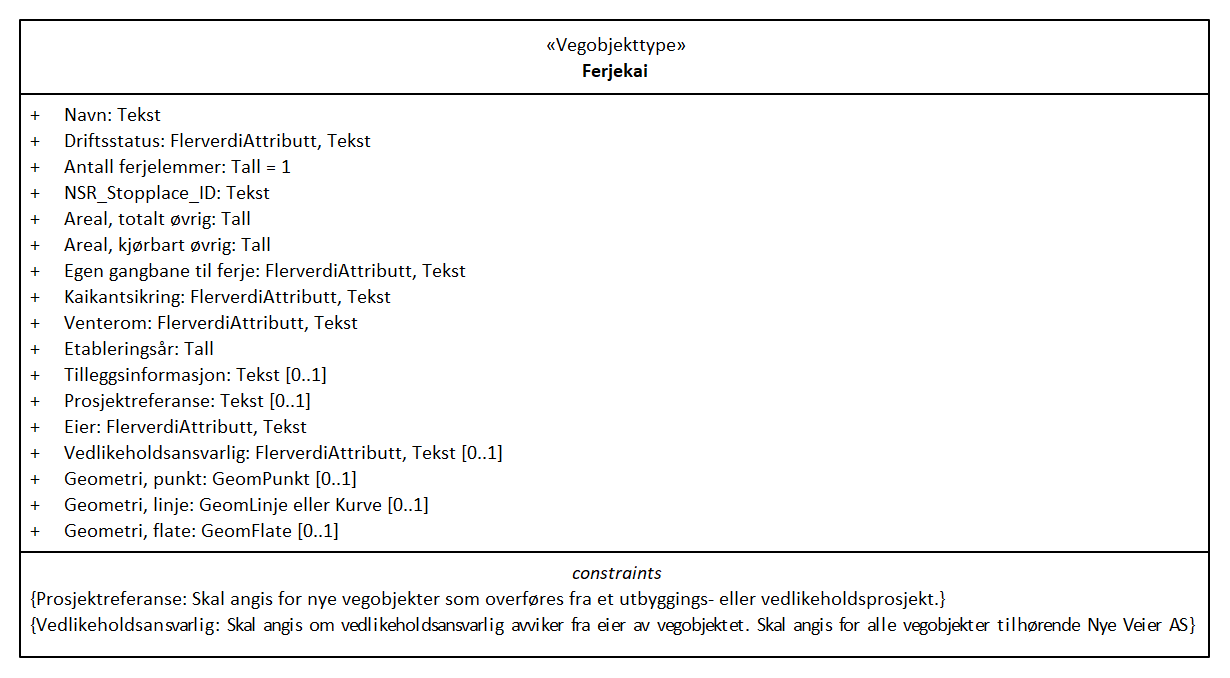 «Vegobjekttype»
Ferjekai
+ Navn: Tekst
+ Driftsstatus: FlerverdiAttributt, Tekst
+ Antall ferjelemmer: Tall = 1
+ NSR_Stopplace_ID: Tekst
+ Areal, totalt øvrig: Tall
+ Areal, kjørbart øvrig: Tall
+ Egen gangbane til ferje: FlerverdiAttributt, Tekst
+ Kaikantsikring: FlerverdiAttributt, Tekst
+ Venterom: FlerverdiAttributt, Tekst
+ Etableringsår: Tall
+ Tilleggsinformasjon: Tekst [0..1]
+ Prosjektreferanse: Tekst [0..1]
+ Eier: FlerverdiAttributt, Tekst
+ Vedlikeholdsansvarlig: FlerverdiAttributt, Tekst [0..1]
+ Geometri, punkt: GeomPunkt [0..1]
+ Geometri, linje: GeomLinje eller Kurve [0..1]
+ Geometri, flate: GeomFlate [0..1]
constraints
{Prosjektreferanse: Skal angis for nye vegobjekter som overføres fra et utbyggings- eller vedlikeholdsprosjekt.}
{Vedlikeholdsansvarlig: Skal angis om vedlikeholdsansvarlig avviker fra eier av vegobjektet. Skal angis for alle vegobjekter tilhørende Nye Veier AS}